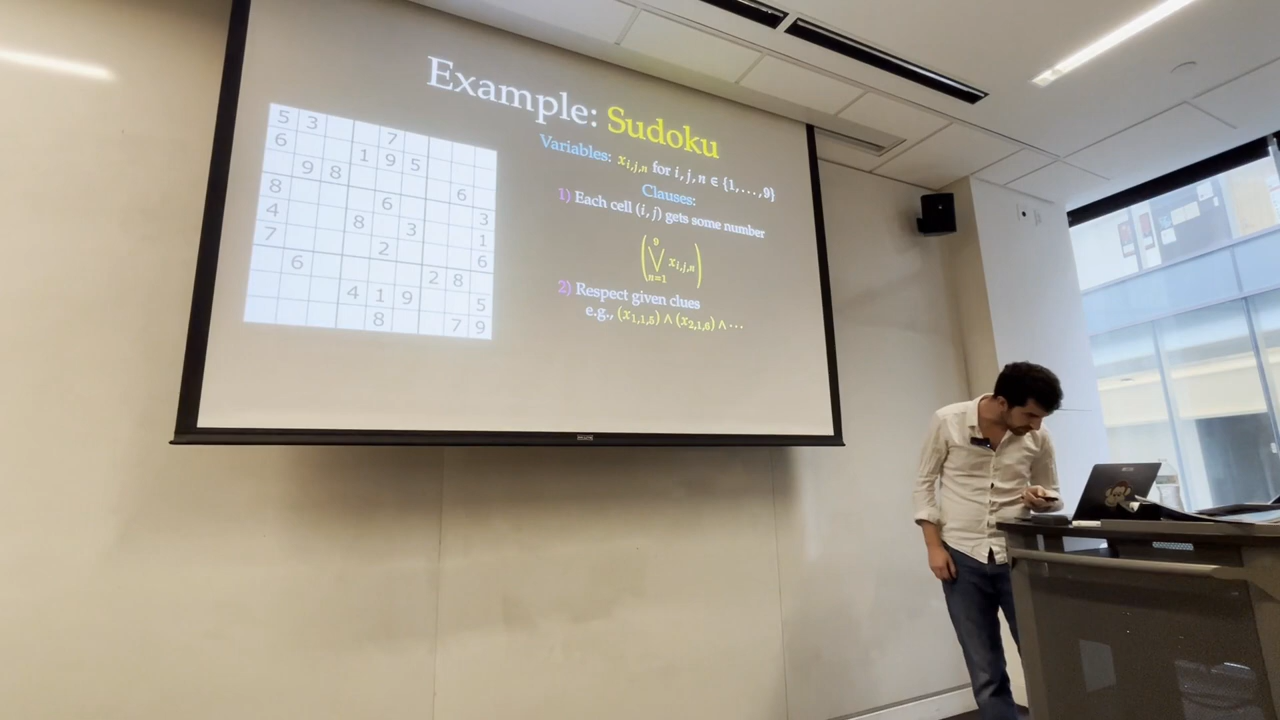 Example: Sudoku
5 3 7
6 1 9 5
9 8 6
8 6 3
4 8 3 1
7 2 6
6 2 8
4 1 9 5
8 7 9
Variables: x_{i,j,n} for i, j, n ∈ {1, …, 9}
Clauses:
1) Each cell (i, j) gets some number
(⋁_{n=1}^{9} x_{i,j,n})
2) Respect given clues
e.g., (x_{1,1,5}) ∧ (x_{2,1,6}) ∧ ⋯